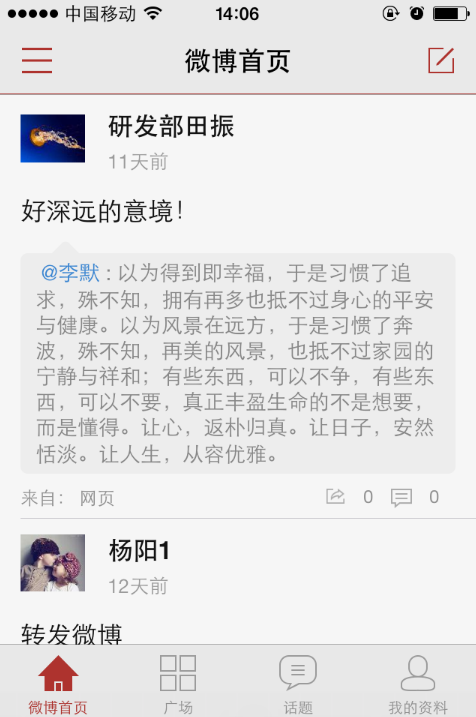 中国移动 14:06
微博首页
研发部田振
11天前
好深远的意境！
@李默：以为得到即幸福，于是习惯了追
求，殊不知，拥有再多也抵不过身心的平安
与健康。以为风景在远方，于是习惯了奔
波，殊不知，再美的风景，也抵不过家园的
宁静与祥和；有些东西，可以不争，有些东
西，可以不要，真正丰盈生命的不是想要，
而是懂得。让心，返朴归真。让日子，安然
恬淡。让人生，从容优雅。
来自： 网页 0 0
杨阳1
12天前
转发微博
微博首页 广场 话题 我的资料